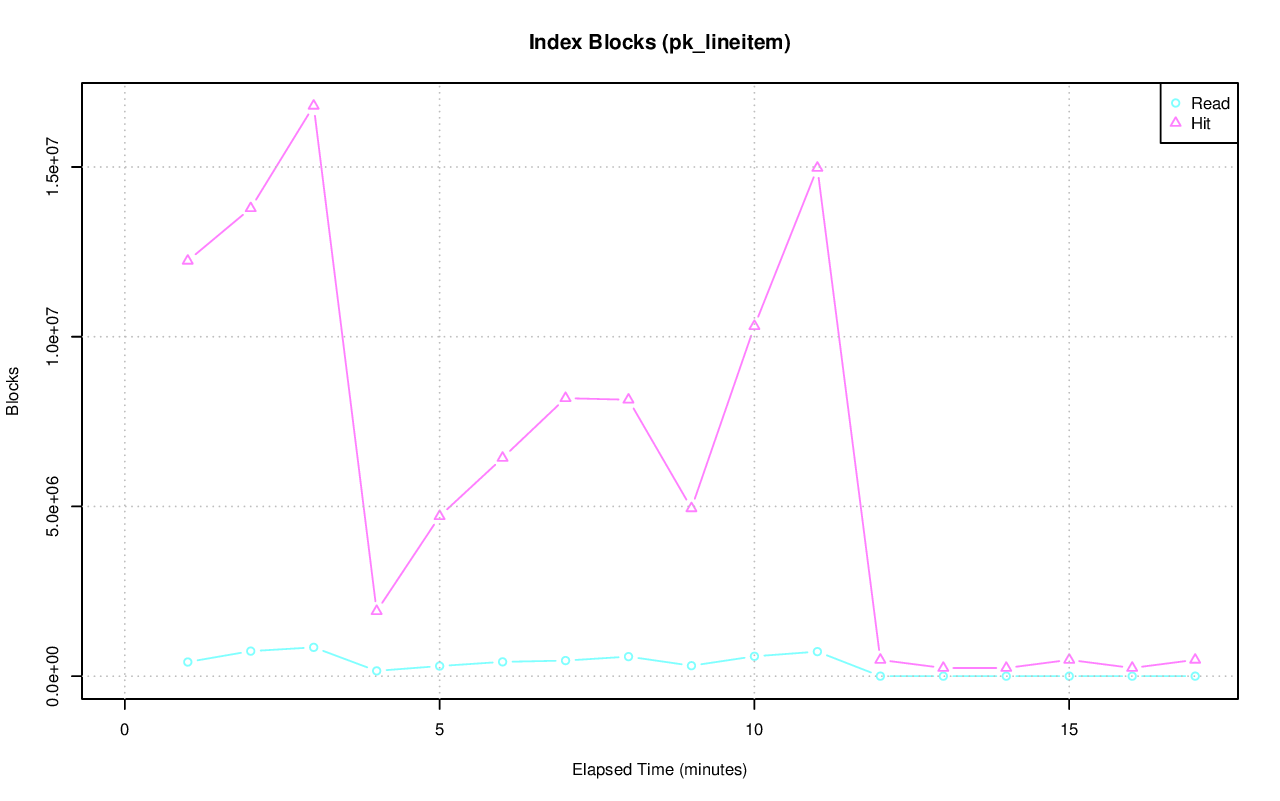 Index Blocks (pk_lineitem)
Read
Hit
Blocks
1.5e+07
1.0e+07
5.0e+06
0.0e+00
0 5 10 15
Elapsed Time (minutes)